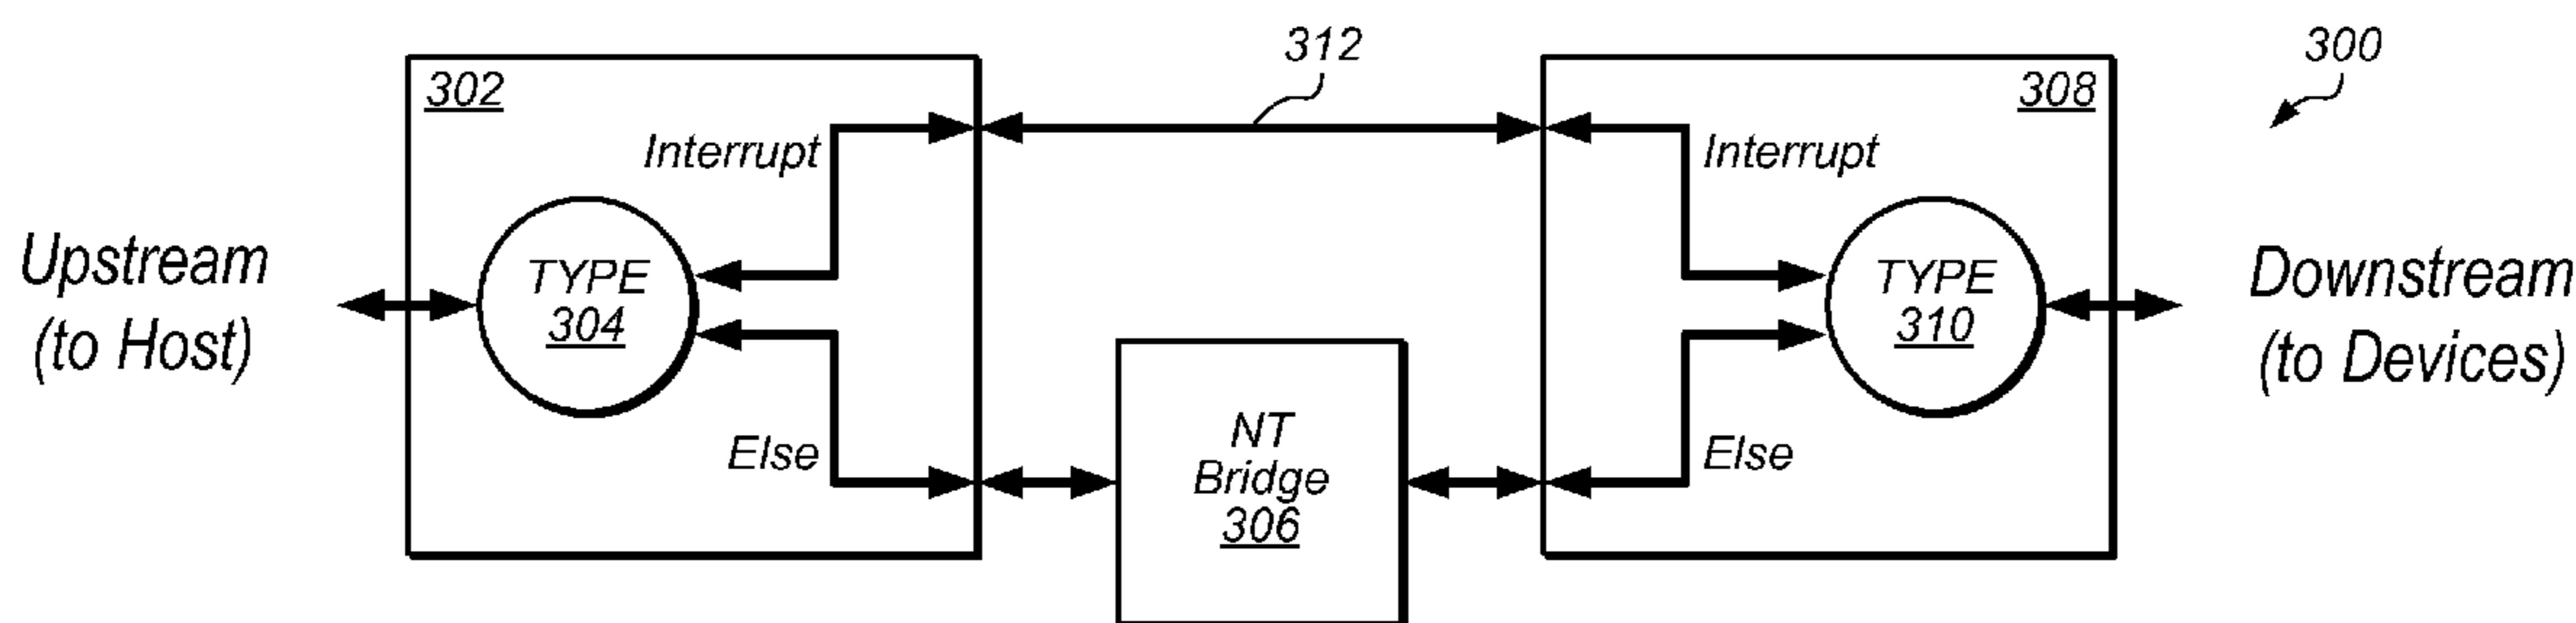 312
300
302
308
Interrupt
Interrupt
Upstream
(to Host)
TYPE
304
TYPE
310
Downstream
(to Devices)
Else
NT
Bridge
306
Else